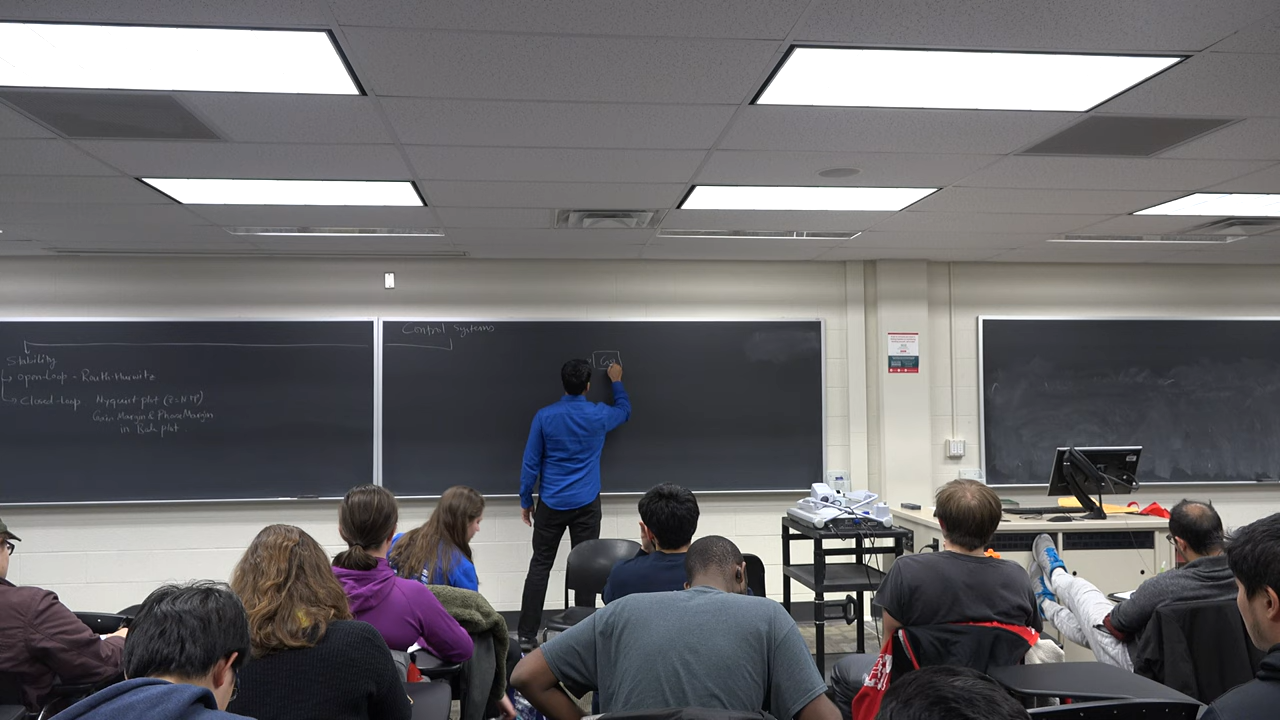 Control Systems
Stability
open-loop - Routh-Hurwitz
Closed-loop Nyquist plot (Z=N+P)
Gain Margin & Phase Margin
in Bode plot.